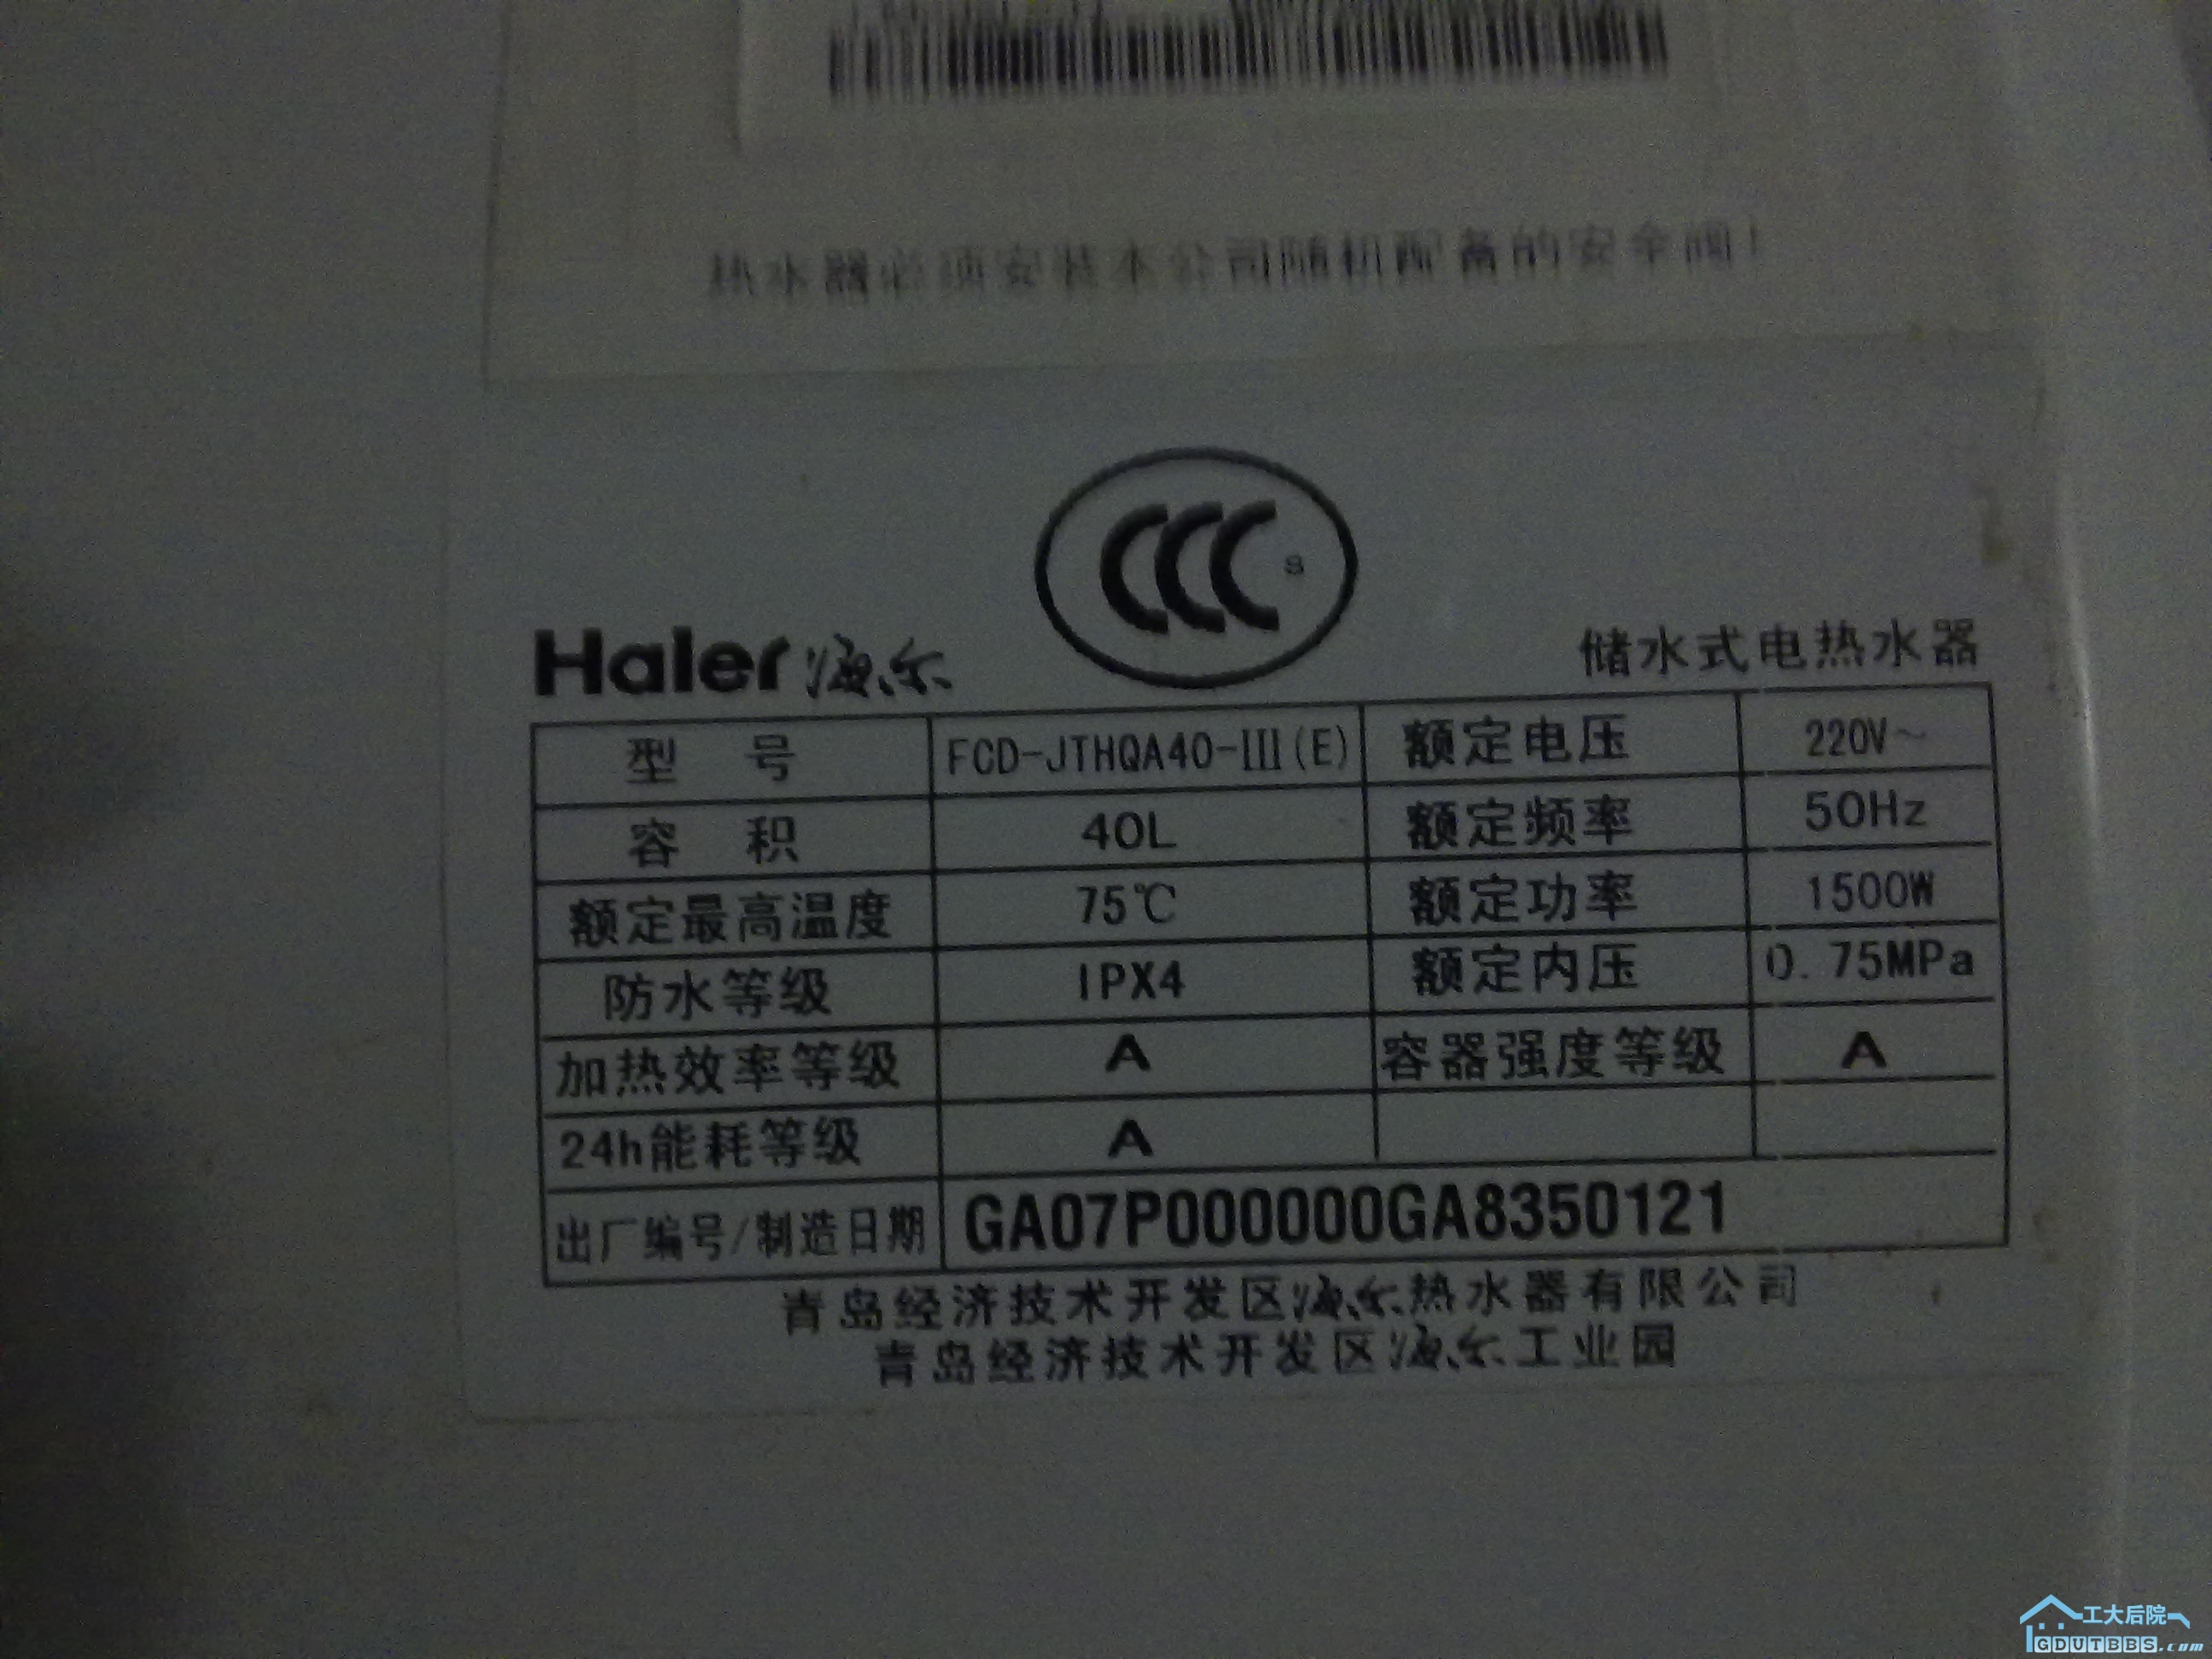 热水器必须安装本公司随机配备的安全阀！
CCC S
Haier 海尔 储水式电热水器
型 号 FCD-JTHQA40-III(E) 额定电压 220V～
容 积 40L 额定频率 50Hz
额定最高温度 75℃ 额定功率 1500W
防水等级 IPX4 额定内压 0.75MPa
加热效率等级 A 容器强度等级 A
24h能耗等级 A
出厂编号/制造日期 GA07P000000GA8350121
青岛经济技术开发区海尔热水器有限公司
青岛经济技术开发区海尔工业园
工大后院
GDUTBBS.com